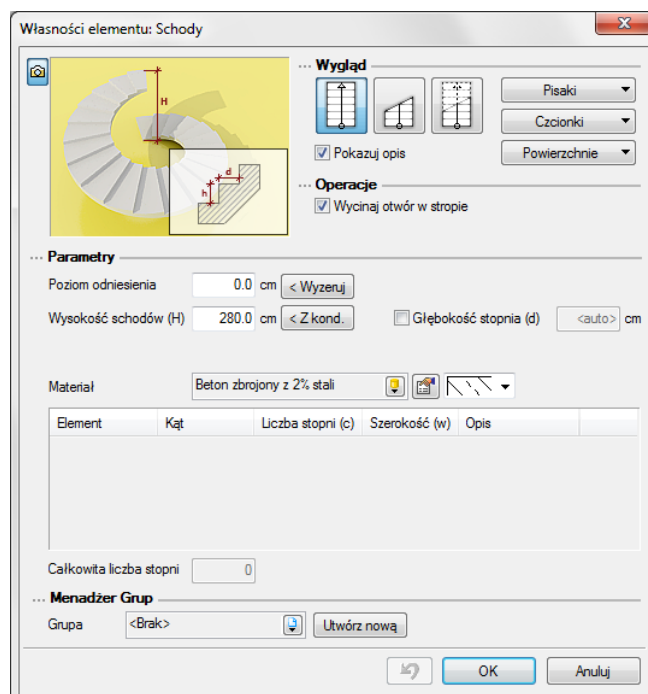 Własności elementu: Schody
H
d
h
Wygląd
Pisaki
Czcionki
Pokazuj opis
Powierzchnie
Operacje
Wycinaj otwór w stropie
Parametry
Poziom odniesienia 0.0 cm < Wyzeruj
Wysokość schodów (H) 280.0 cm < Z kond. Głębokość stopnia (d) <auto> cm
Materiał Beton zbrojony z 2% stali
Element Kąt Liczba stopni (c) Szerokość (w) Opis
Całkowita liczba stopni 0
Menadżer Grup
Grupa <Brak> Utwórz nową
OK Anuluj